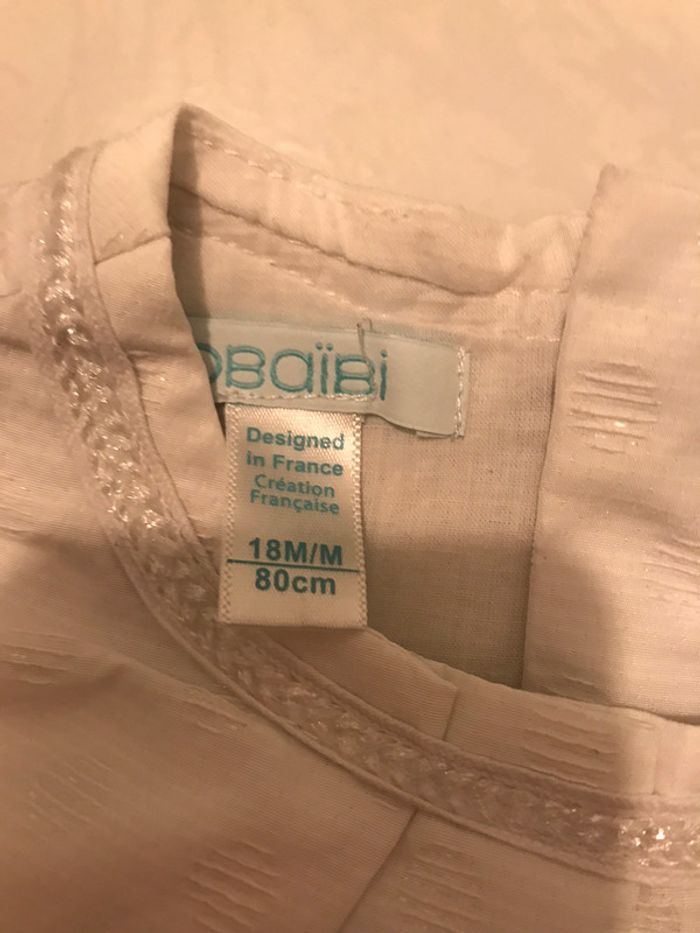 OBaïBi
Designed
in France
Création
Française
18M/M
80cm